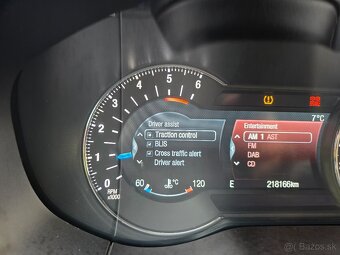 0
1
2
3
4
5
6
RPM
x1000
Driver assist
Traction control
BLIS
Cross traffic alert
Driver alert
60
°C
120
7°C
Entertainment
AM 1 AST
FM
DAB
CD
E
218166km
© Bazos.sk